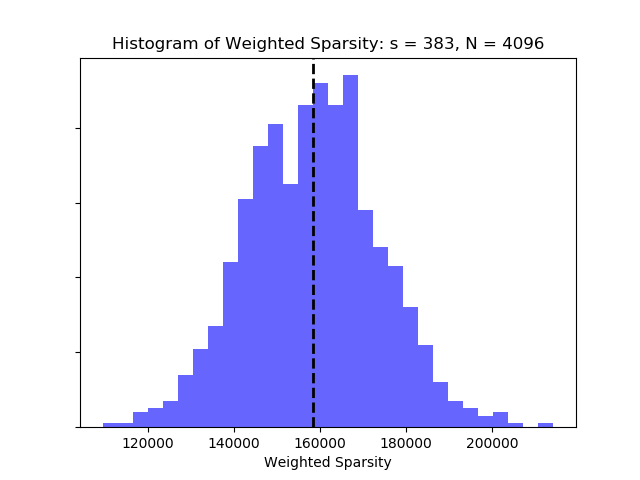 Histogram of Weighted Sparsity: s = 383, N = 4096
120000 140000 160000 180000 200000
Weighted Sparsity